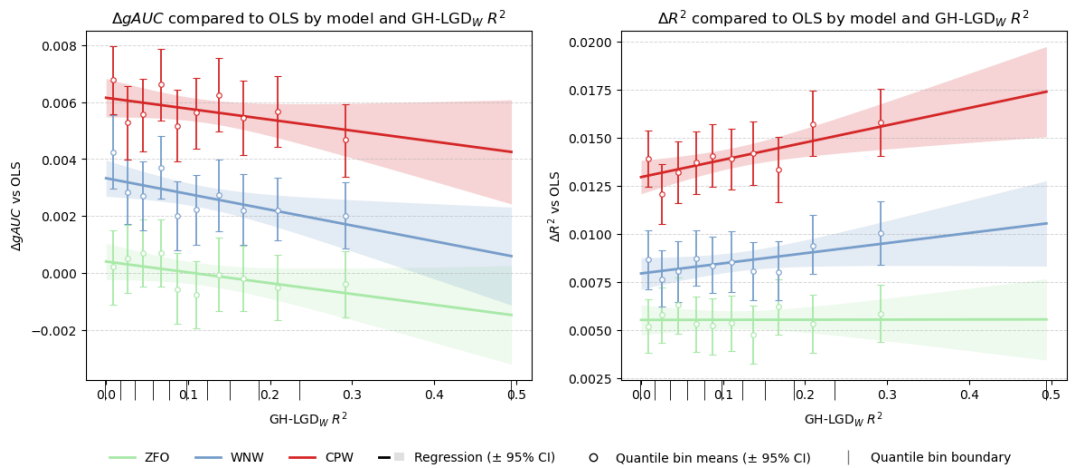 ΔgAUC compared to OLS by model and GH-LGD_W R²
ΔgAUC vs OLS
0.008
0.006
0.004
0.002
0.000
−0.002
0.0 0.1 0.2 0.3 0.4 0.5
GH-LGD_W R²
ΔR² compared to OLS by model and GH-LGD_W R²
ΔR² vs OLS
0.0200
0.0175
0.0150
0.0125
0.0100
0.0075
0.0050
0.0025
0.0 0.1 0.2 0.3 0.4 0.5
GH-LGD_W R²
ZFO WNW CPW Regression (± 95% CI) Quantile bin means (± 95% CI) Quantile bin boundary